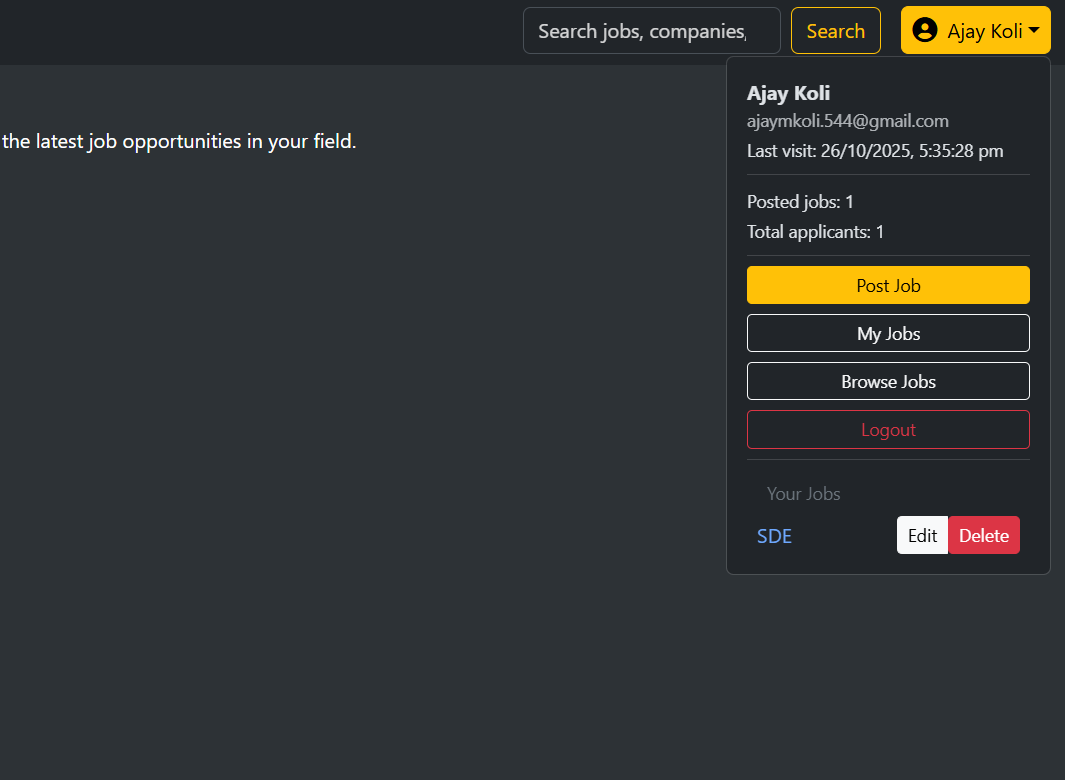 Search jobs, companies,
Search
Ajay Koli
the latest job opportunities in your field.
Ajay Koli
ajaymkoli.544@gmail.com
Last visit: 26/10/2025, 5:35:28 pm
Posted jobs: 1
Total applicants: 1
Post Job
My Jobs
Browse Jobs
Logout
Your Jobs
SDE
Edit
Delete